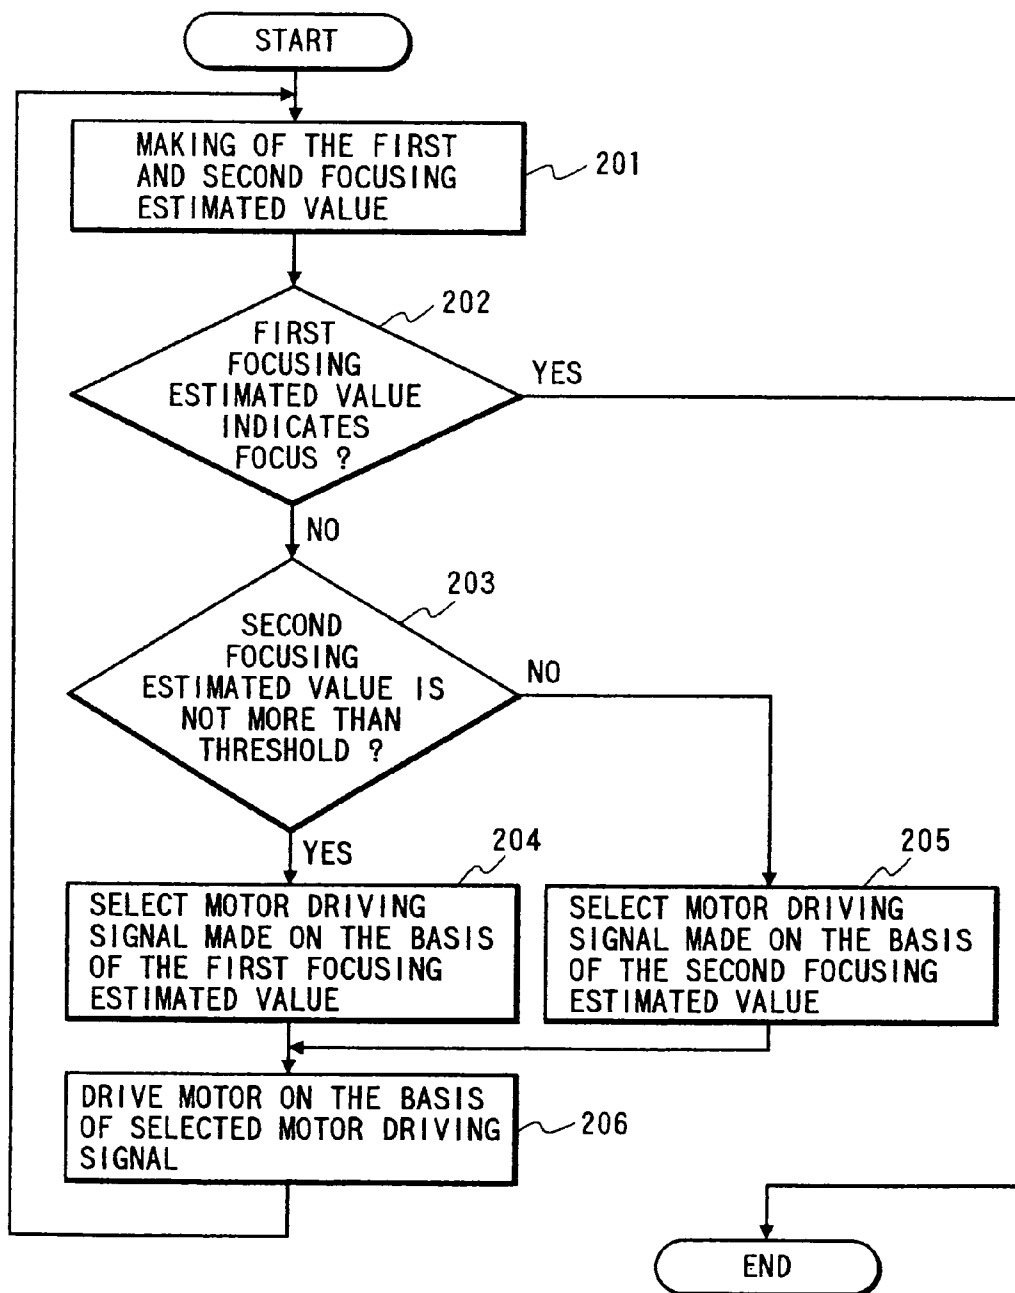 START
MAKING OF THE FIRST
AND SECOND FOCUSING
ESTIMATED VALUE
201
202
FIRST
FOCUSING
ESTIMATED VALUE
INDICATES
FOCUS ?
YES
NO
203
SECOND
FOCUSING
ESTIMATED VALUE IS
NOT MORE THAN
THRESHOLD ?
NO
YES
204
SELECT MOTOR DRIVING
SIGNAL MADE ON THE BASIS
OF THE FIRST FOCUSING
ESTIMATED VALUE
205
SELECT MOTOR DRIVING
SIGNAL MADE ON THE BASIS
OF THE SECOND FOCUSING
ESTIMATED VALUE
DRIVE MOTOR ON THE BASIS
OF SELECTED MOTOR DRIVING
SIGNAL
206
END